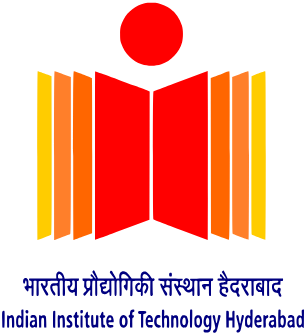 भारतीय प्रौद्योगिकी संस्थान हैदराबाद
Indian Institute of Technology Hyderabad